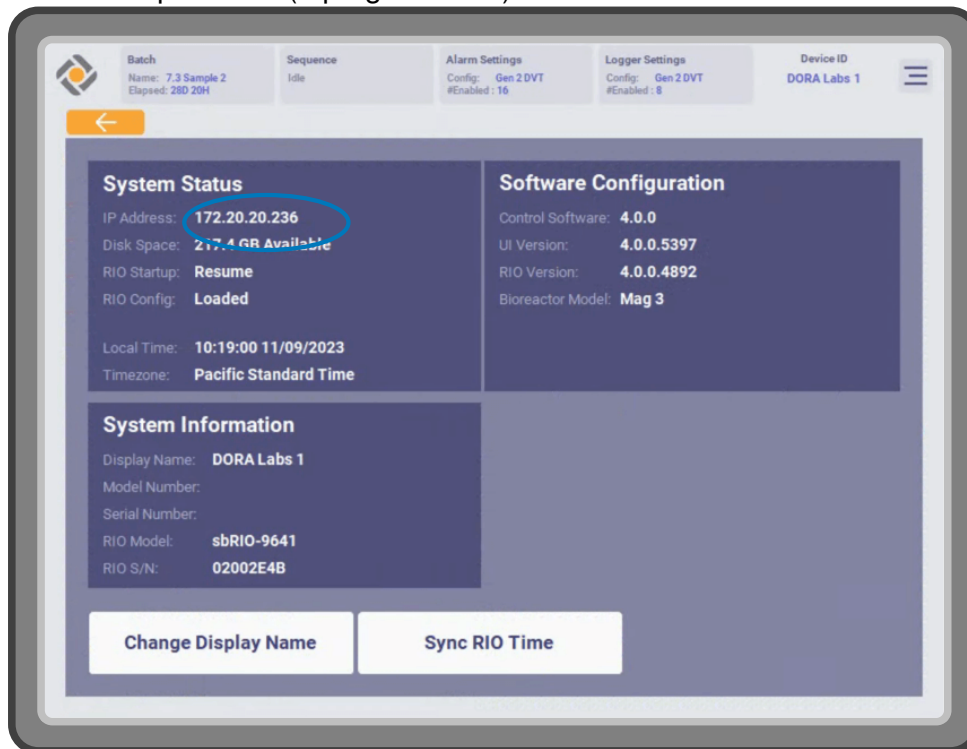 Batch
Name: 7.3 Sample 2
Elapsed: 28D 20H
Sequence
Idle
Alarm Settings
Config: Gen 2 DVT
#Enabled : 16
Logger Settings
Config: Gen 2 DVT
#Enabled : 8
Device ID
DORA Labs 1
System Status
IP Address: 172.20.20.236
Disk Space: 217.4 GB Available
RIO Startup: Resume
RIO Config: Loaded
Local Time: 10:19:00 11/09/2023
Timezone: Pacific Standard Time
Software Configuration
Control Software: 4.0.0
UI Version: 4.0.0.5397
RIO Version: 4.0.0.4892
Bioreactor Model: Mag 3
System Information
Display Name: DORA Labs 1
Model Number:
Serial Number:
RIO Model: sbRIO-9641
RIO S/N: 02002E4B
Change Display Name
Sync RIO Time